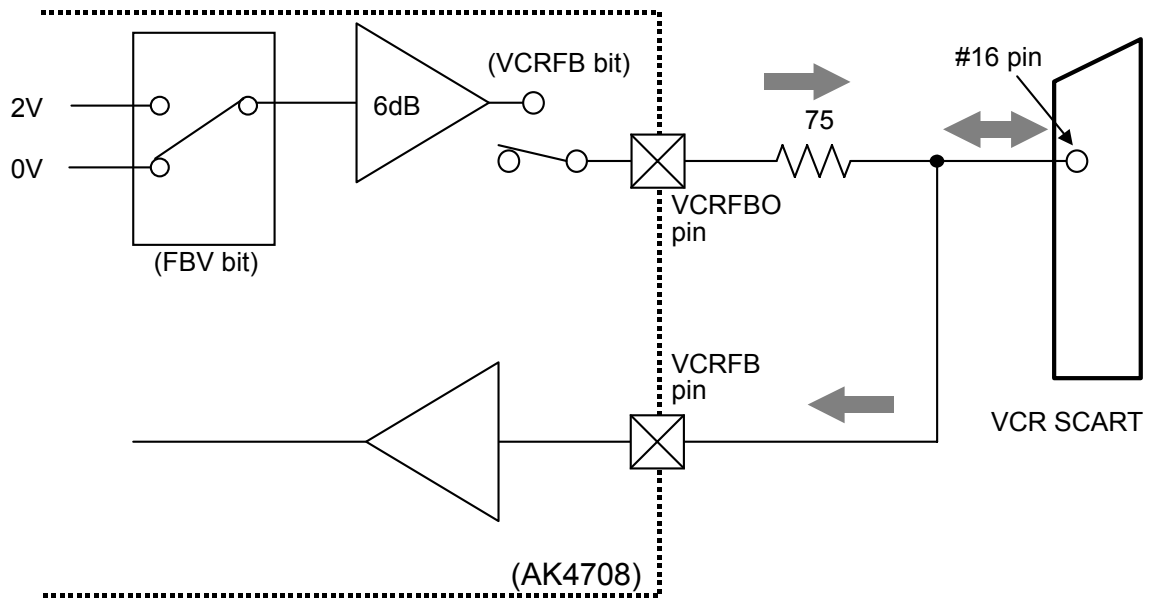 2V
0V
(FBV bit)
6dB
(VCRFB bit)
75
#16 pin
VCRFBO
pin
VCRFB
pin
VCR SCART
(AK4708)